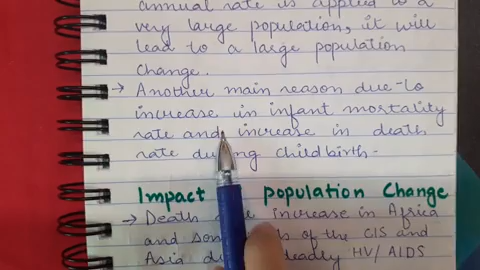 annual rate is applied to a
very large population, it will
lead to a large population
change.
→ Another main reason due to
increase in infant mortality
rate and increase in death
rate during childbirth.
Impact population Change
→ Death increase in Africa
and some of the CIS and
Asia deadly HV/AIDS